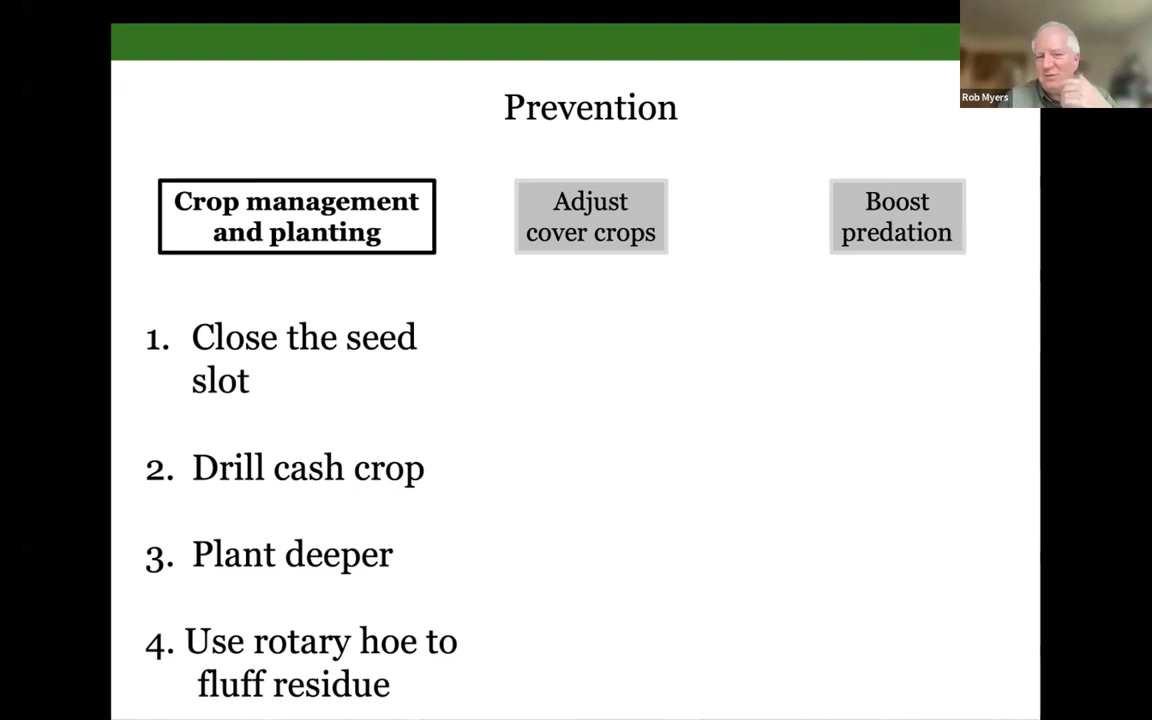 Rob Myers
Prevention
Crop management
and planting
Adjust
cover crops
Boost
predation
1. Close the seed
slot
2. Drill cash crop
3. Plant deeper
4. Use rotary hoe to
fluff residue